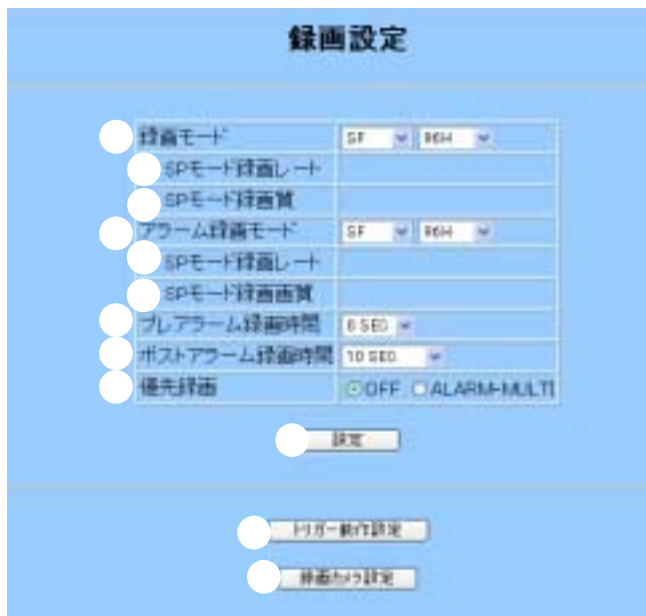 録画設定
録画モード SF 96H
SPモード録画レート
SPモード録画質
アラーム録画モード SF 96H
SPモード録画レート
SPモード録画画質
プレアラーム録画時間 6 SEC
ポストアラーム録画時間 10 SEC
優先録画 OFF ALARM-MULTI
設定
トリガー動作設定
録画カメラ設定